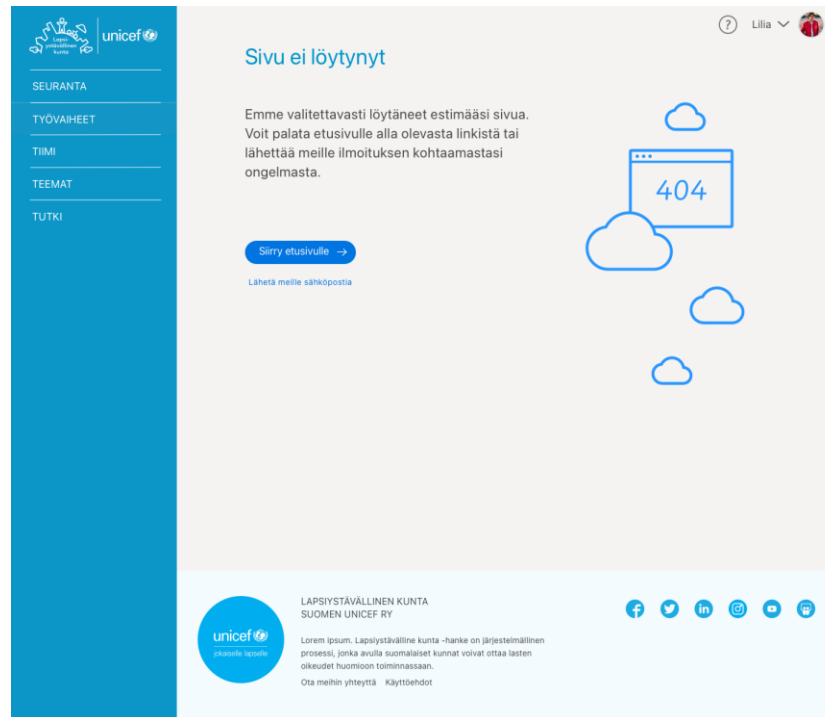 Lapsi-
ystävällinen
kunta
unicef
? Lilia
SEURANTA
TYÖVAIHEET
TIIMI
TEEMAT
TUTKI
Sivu ei löytynyt
Emme valitettavasti löytäneet estimääsi sivua.
Voit palata etusivulle alla olevasta linkistä tai
lähettää meille ilmoituksen kohtaamastasi
ongelmasta.
404
Siirry etusivulle →
Lähetä meille sähköpostia
unicef
jokaiselle lapselle
LAPSIYSTÄVÄLLINEN KUNTA
SUOMEN UNICEF RY
Lorem ipsum. Lapsiystävälline kunta -hanke on järjestelmällinen
prosessi, jonka avulla suomalaiset kunnat voivat ottaa lasten
oikeudet huomioon toiminnassaan.
Ota meihin yhteyttä Käyttöehdot